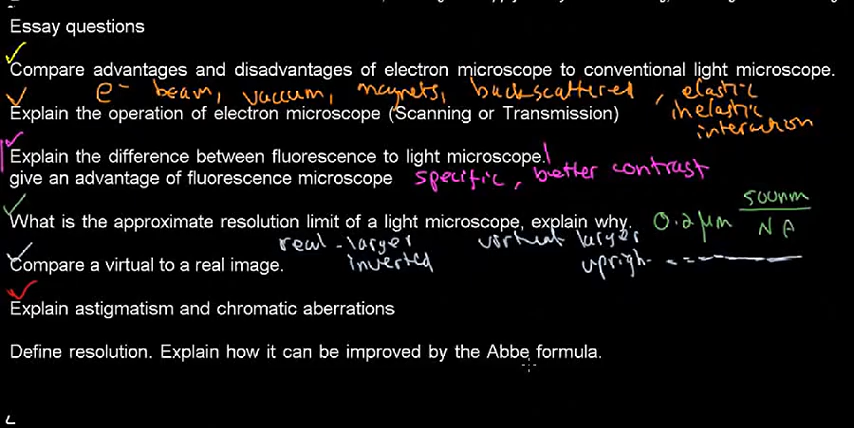 Essay questions
Compare advantages and disadvantages of electron microscope to conventional light microscope.
e- beam, vaccum, magnets, backscattered, elastic
Explain the operation of electron microscope (Scanning or Transmission) inelastic
interaction
Explain the difference between fluorescence to light microscope.
give an advantage of fluorescence microscope specific, better contrast
500nm
What is the approximate resolution limit of a light microscope, explain why. 0.2µm NA
real - larger virtual larger
Compare a virtual to a real image. inverted upright
Explain astigmatism and chromatic aberrations
Define resolution. Explain how it can be improved by the Abbe formula.